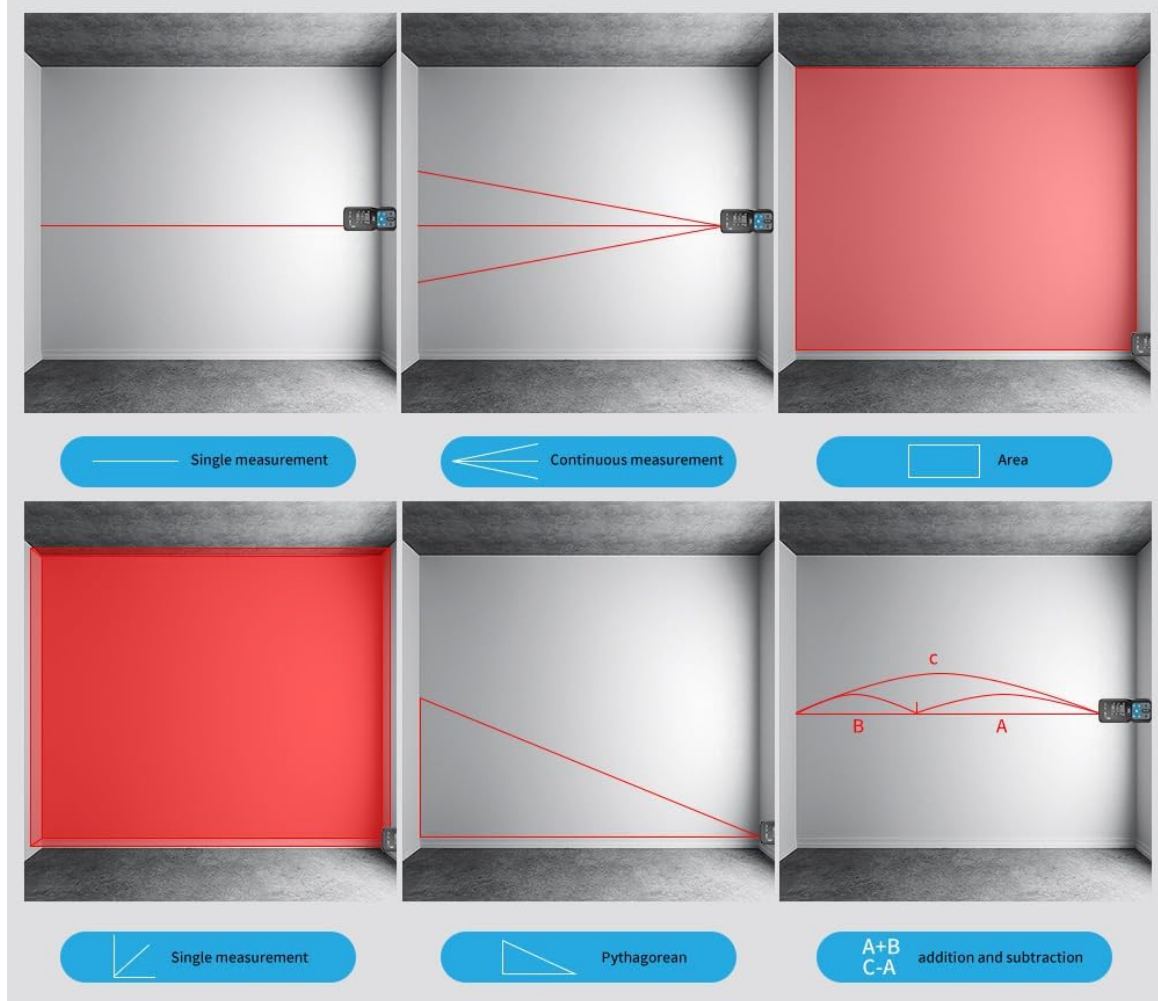 Single measurement
Continuous measurement
Area
Single measurement
Pythagorean
C
B
A
A+B
C-A
addition and subtraction